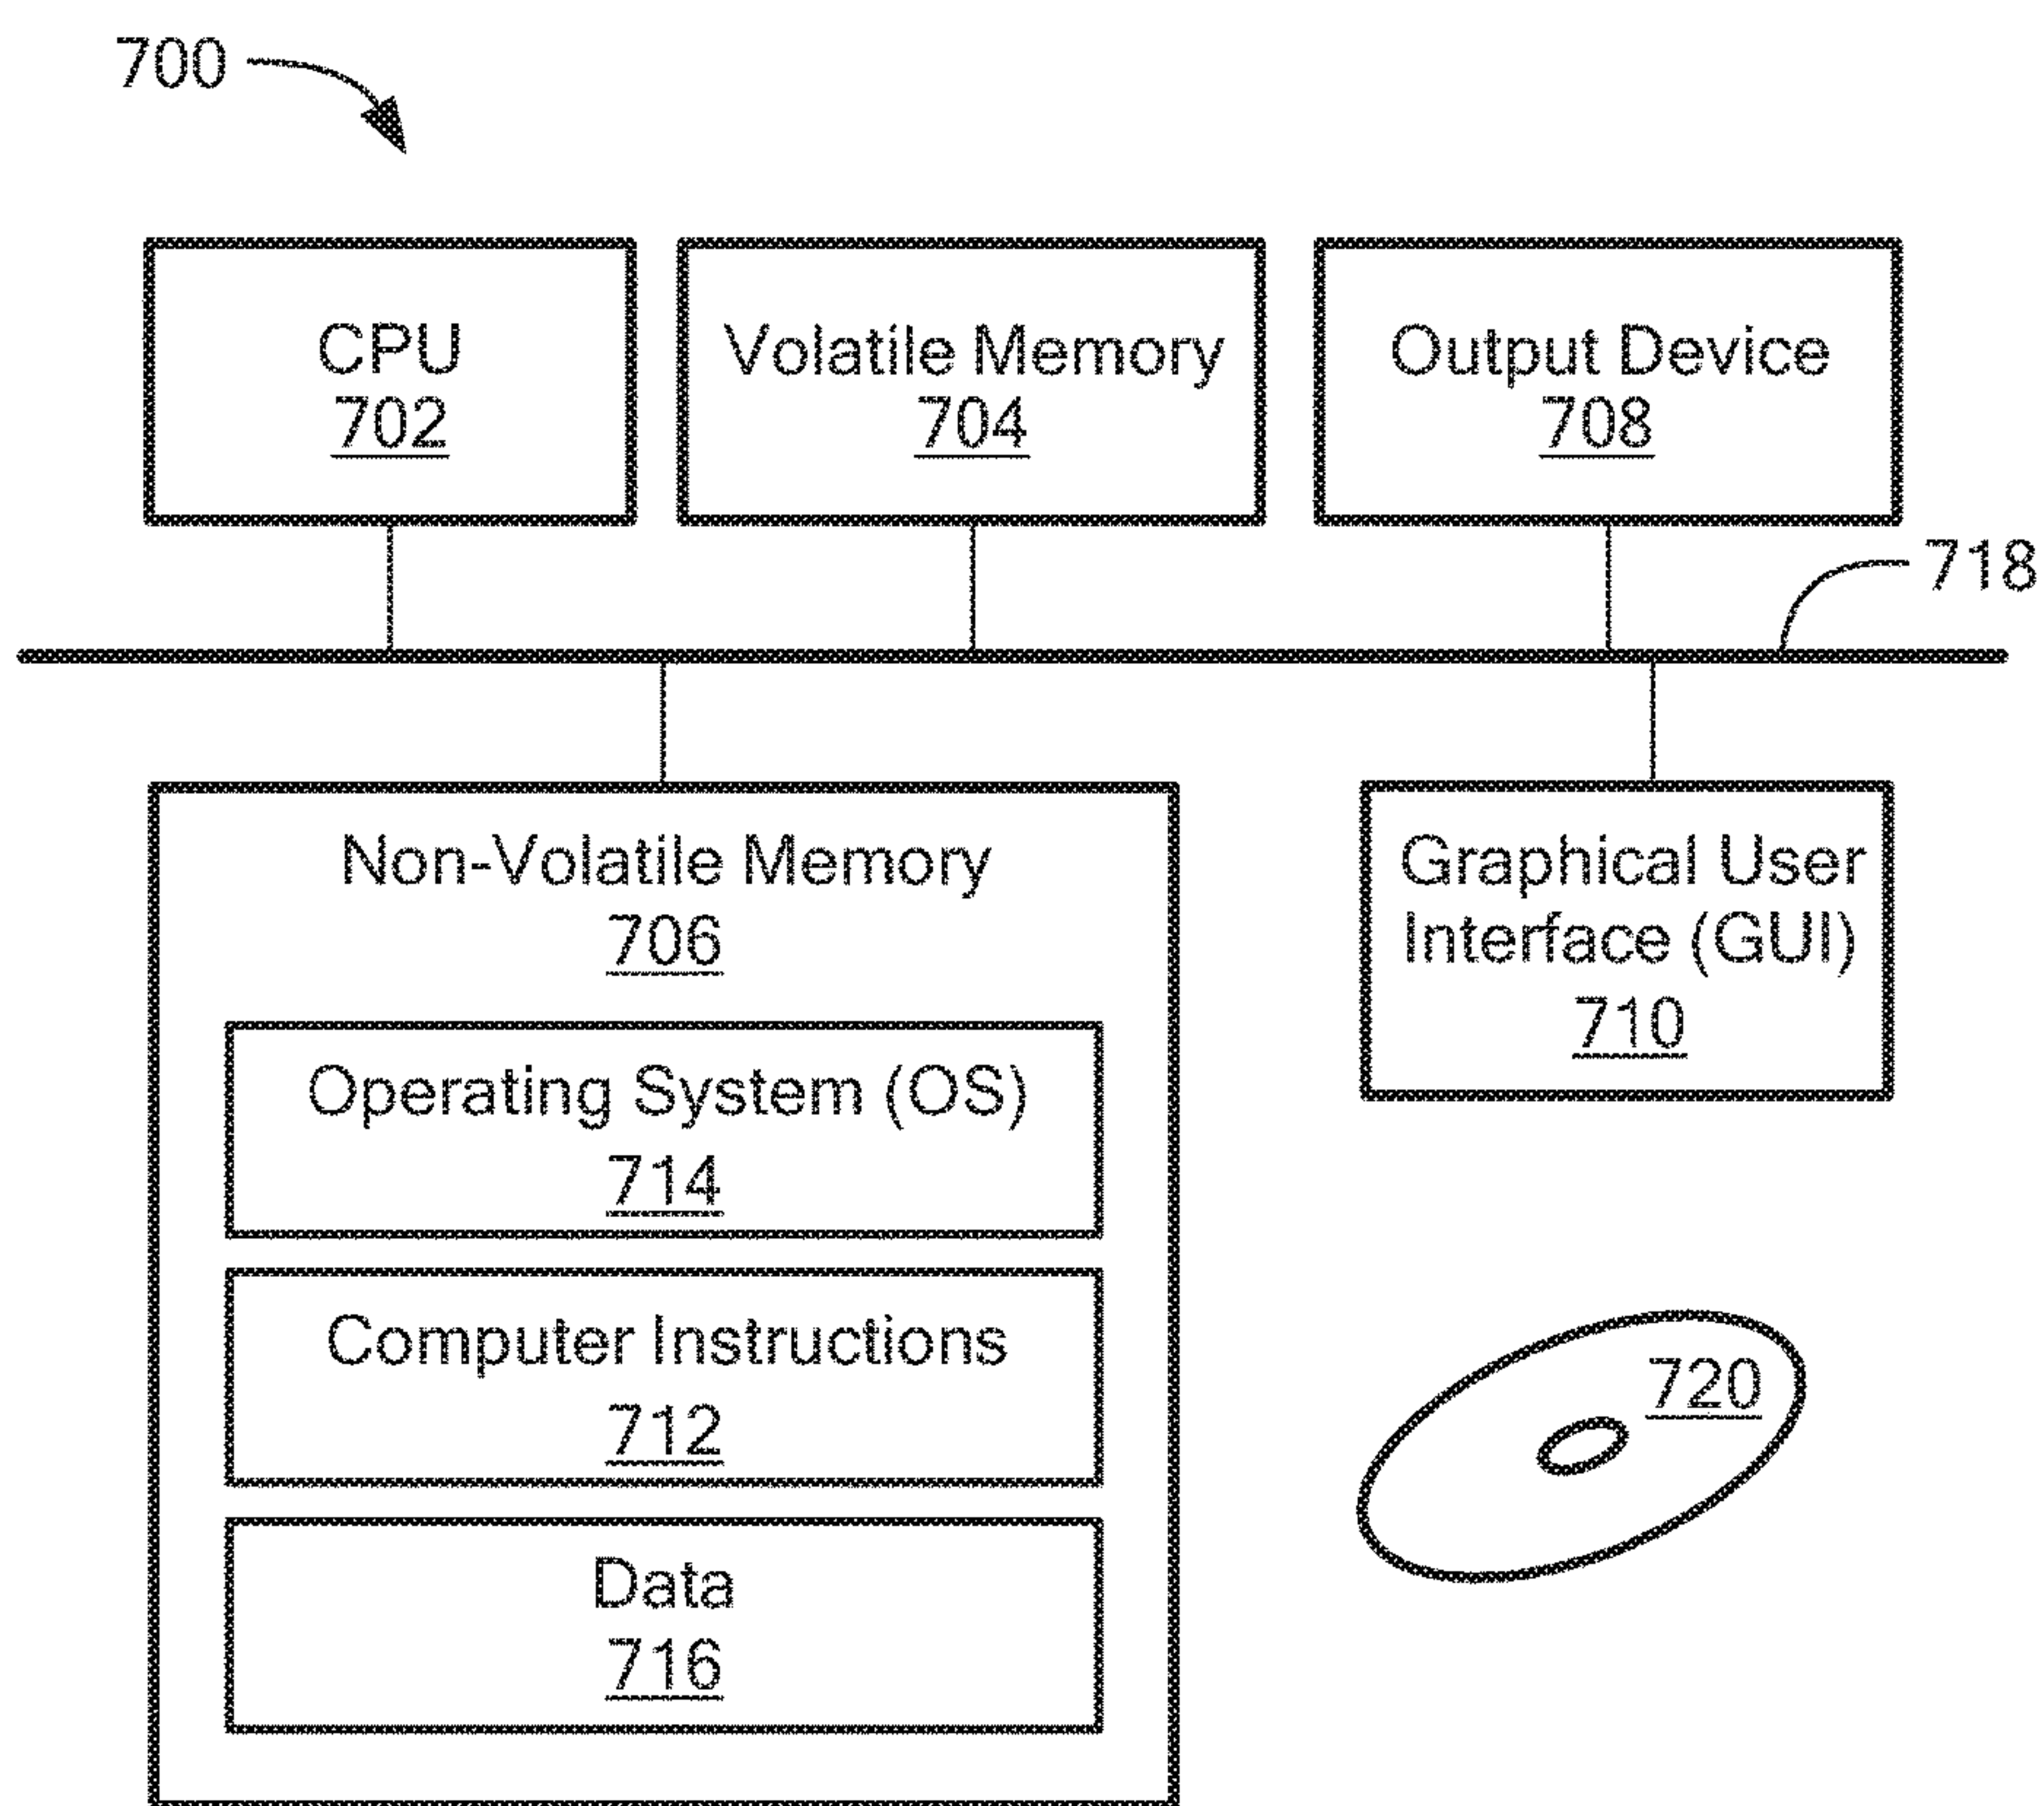 700
CPU
702
Volatile Memory
704
Output Device
708
718
Non-Volatile Memory
706
Operating System (OS)
714
Computer Instructions
712
Data
716
Graphical User
Interface (GUI)
710
720